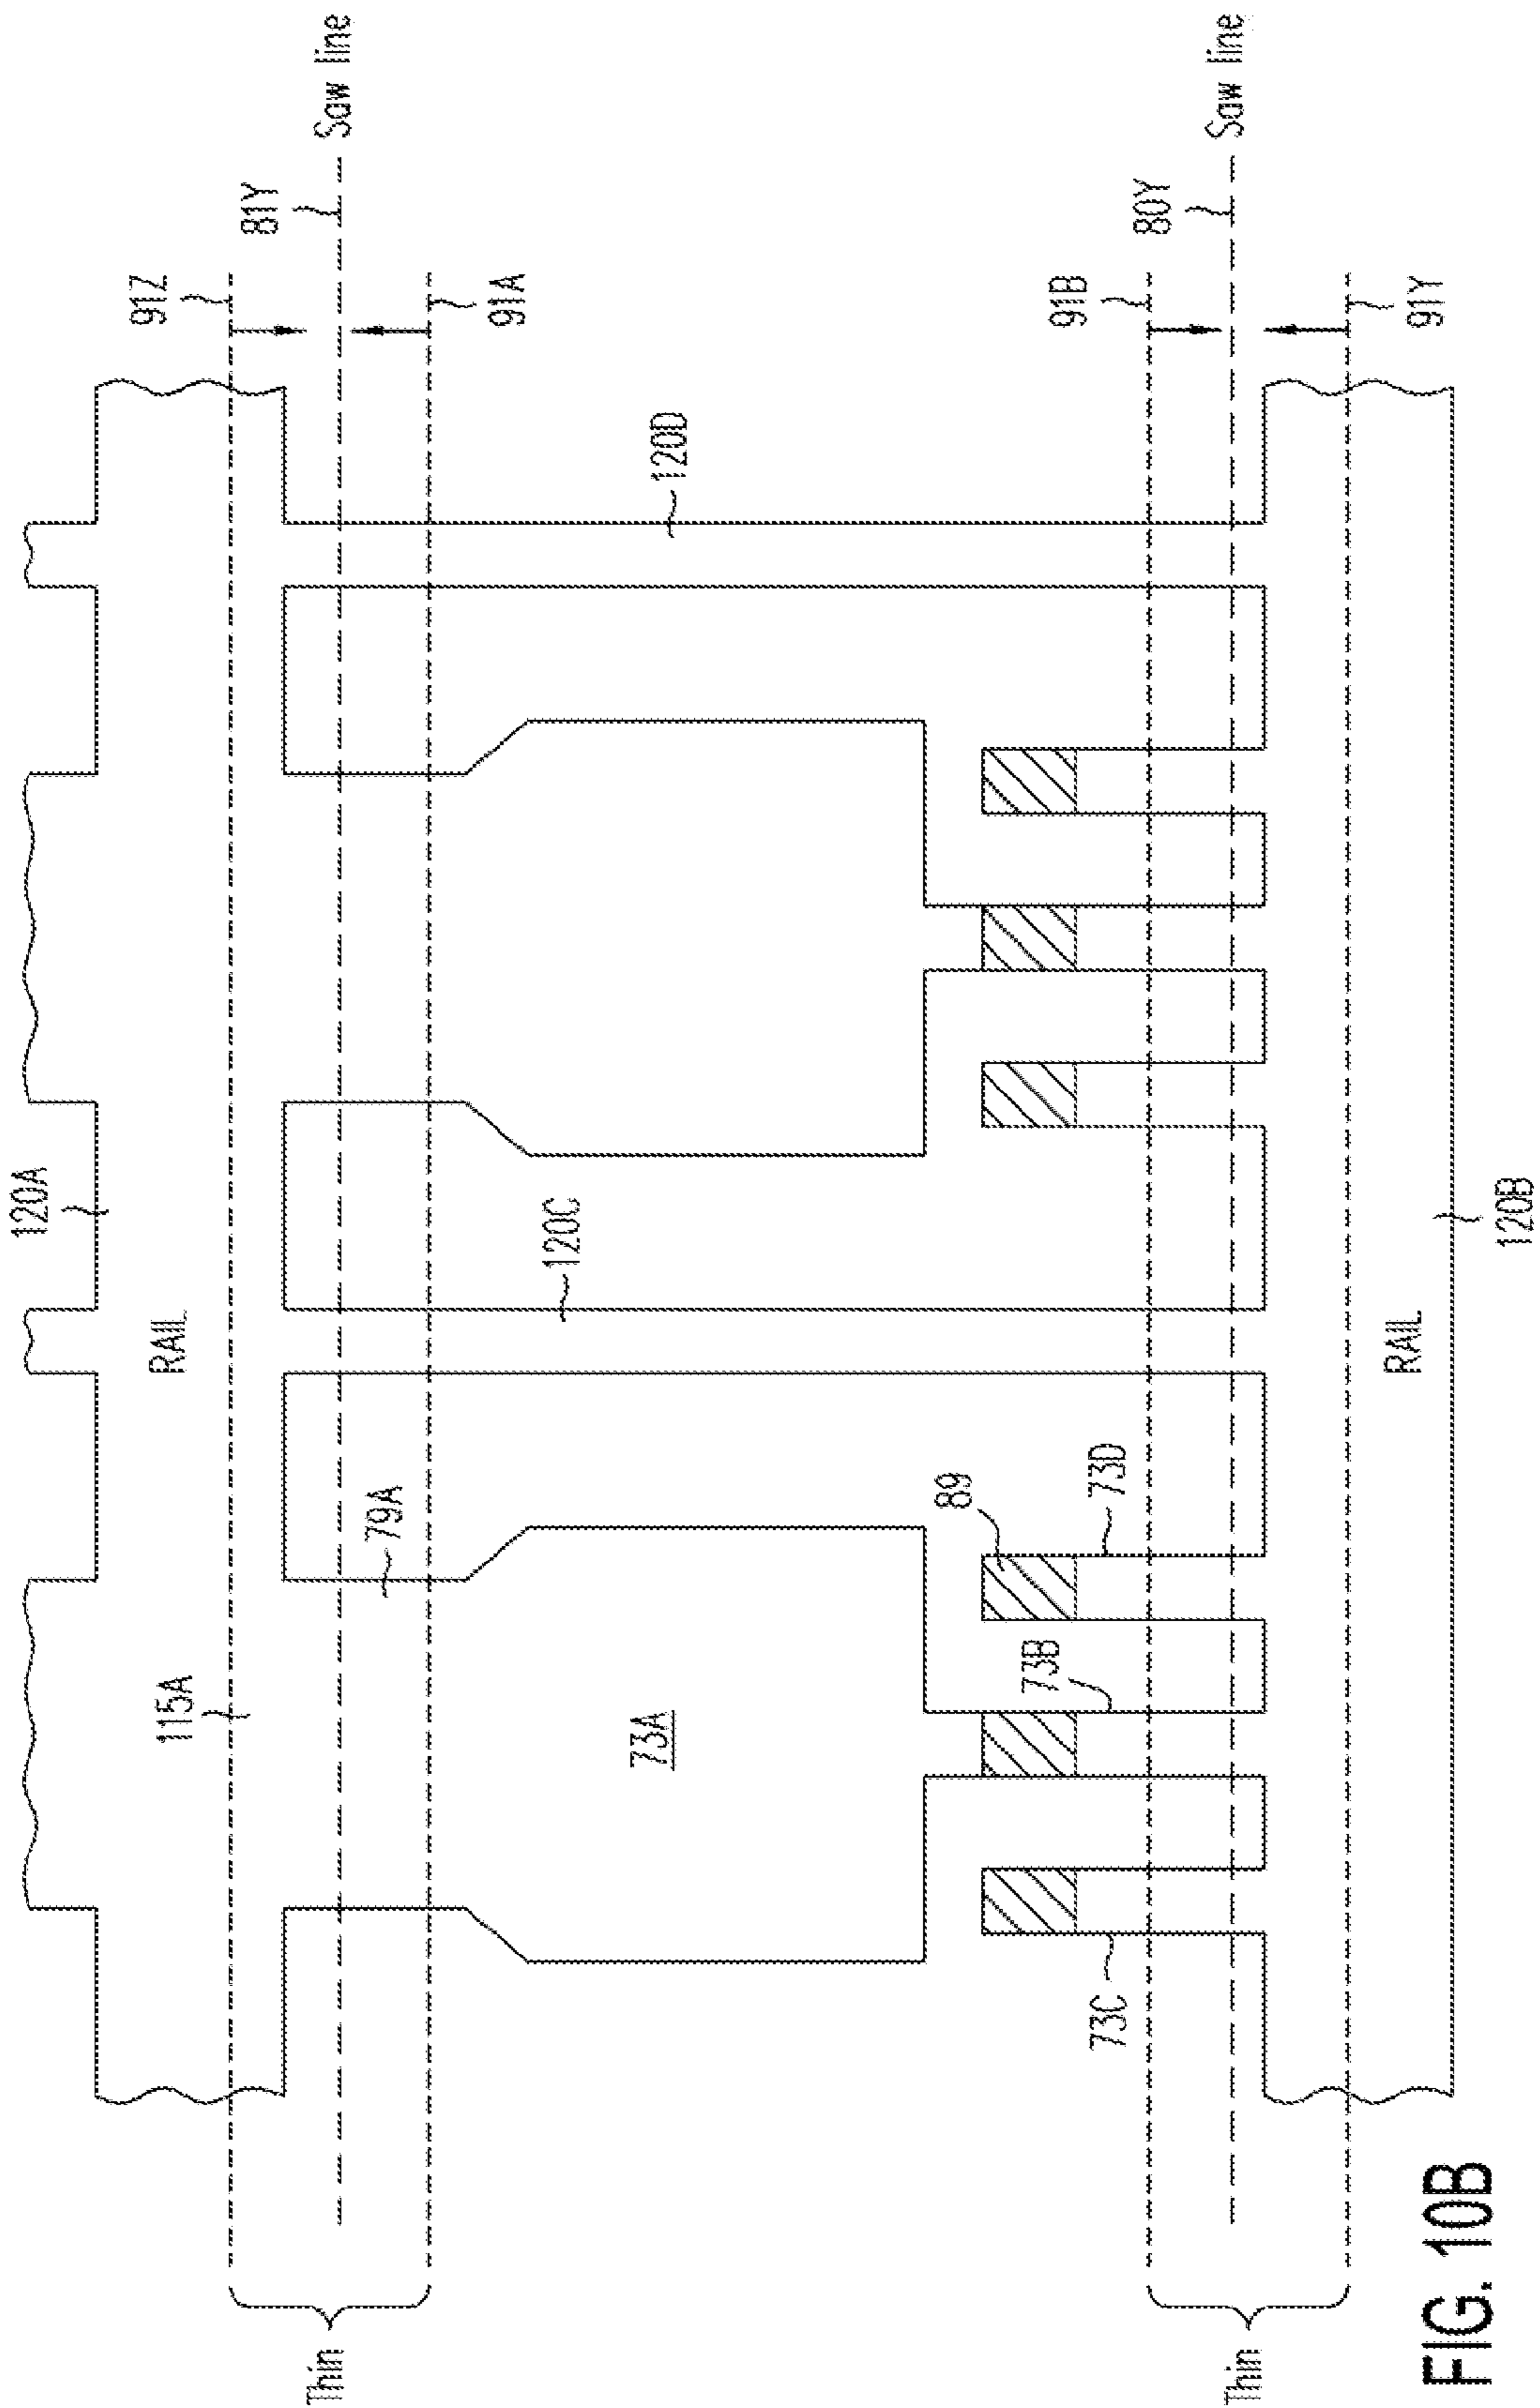 Thin
Thin
91Z
81Y
Saw line
91A
91B
80Y
Saw line
91Y
120A
RAIL
115A
79A
120C
120D
73A
89
73D
73B
73C
RAIL
120B
FIG. 10B